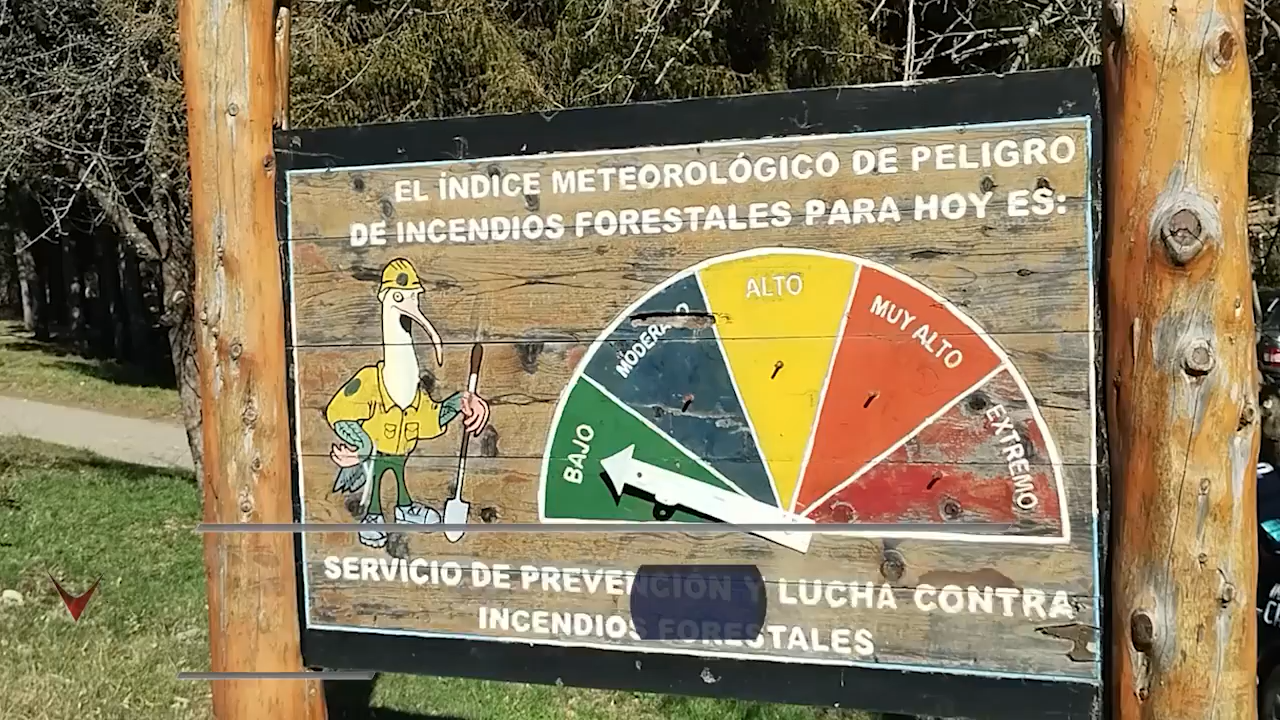 EL ÍNDICE METEOROLÓGICO DE PELIGRO
DE INCENDIOS FORESTALES PARA HOY ES:
BAJO
MODERADO
ALTO
MUY ALTO
EXTREMO
SERVICIO DE PREVENCIÓN Y LUCHA CONTRA
INCENDIOS FORESTALES